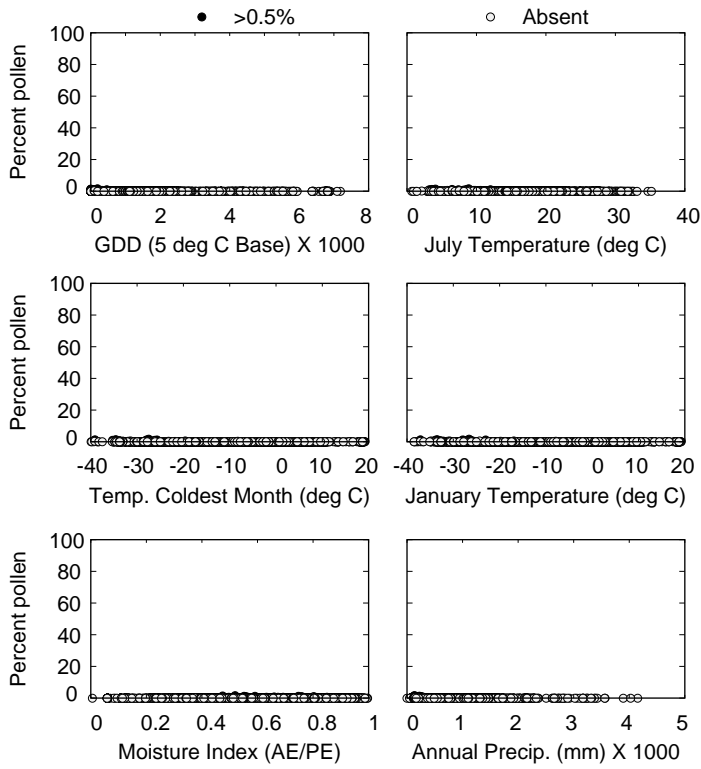 >0.5%
Absent
Percent pollen
100
80
60
40
20
0
0 2 4 6 8
GDD (5 deg C Base) X 1000
0 10 20 30 40
July Temperature (deg C)
Percent pollen
100
80
60
40
20
0
-40 -30 -20 -10 0 10 20
Temp. Coldest Month (deg C)
-40 -30 -20 -10 0 10 20
January Temperature (deg C)
Percent pollen
100
80
60
40
20
0
0 0.2 0.4 0.6 0.8 1
Moisture Index (AE/PE)
0 1 2 3 4 5
Annual Precip. (mm) X 1000